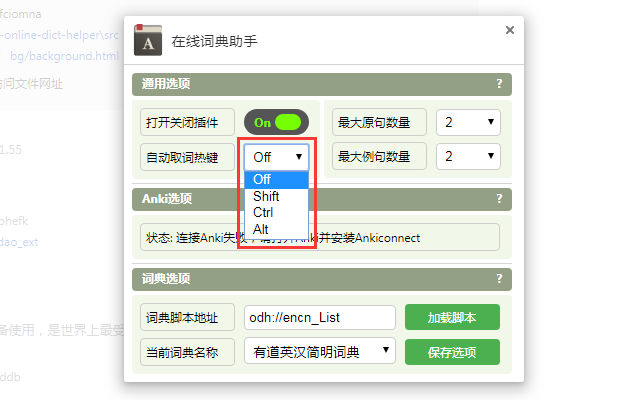 fciomna
-online-dict-helper\src
bg/background.html
访问文件网址
1.55
ohefk
dao_ext
备使用，是世界上最受
ddb
A
在线词典助手
×
通用选项 ?
打开关闭插件 On
最大原句数量 2
自动取词热键 Off
最大例句数量 2
Off
Shift
Ctrl
Alt
Anki选项 ?
状态: 连接Anki失败，请打开Anki并安装Ankiconnect
词典选项 ?
词典脚本地址 odh://encn_List 加载脚本
当前词典名称 有道英汉简明词典 保存选项